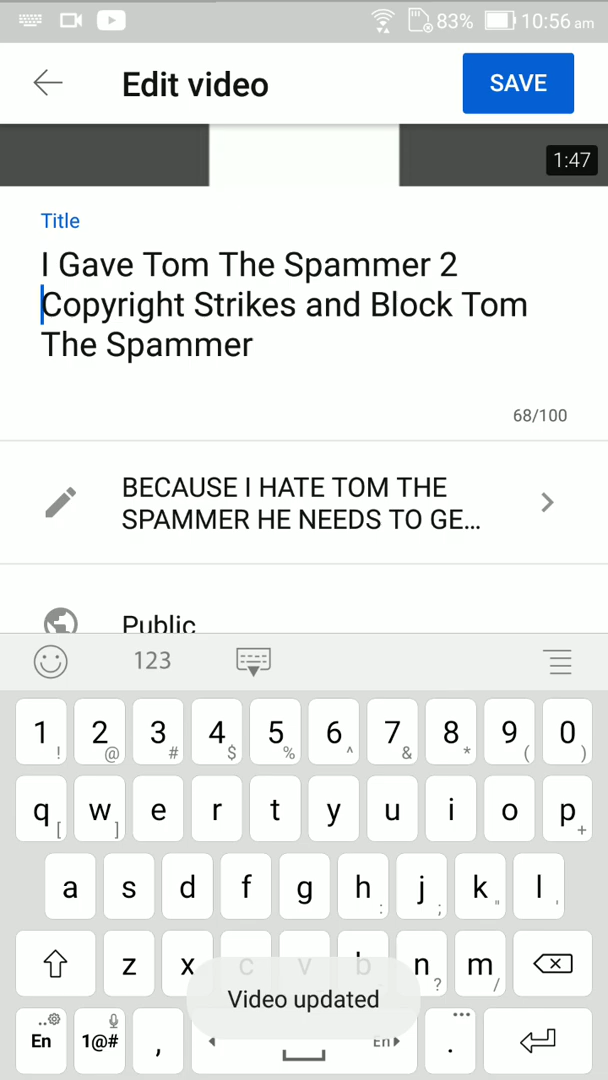 83% 10:56 am
Edit video
SAVE
1:47
Title
I Gave Tom The Spammer 2
Copyright Strikes and Block Tom
The Spammer
68/100
BECAUSE I HATE TOM THE
SPAMMER HE NEEDS TO GE...
Public
123
1 2 3 4 5 6 7 8 9 0
! @ # $ % ^ & * ( )
q w e r t y u i o p
[ ] +
a s d f g h j k l
: ; " '
z x c v b n m
? /
Video updated
En 1@# , En .